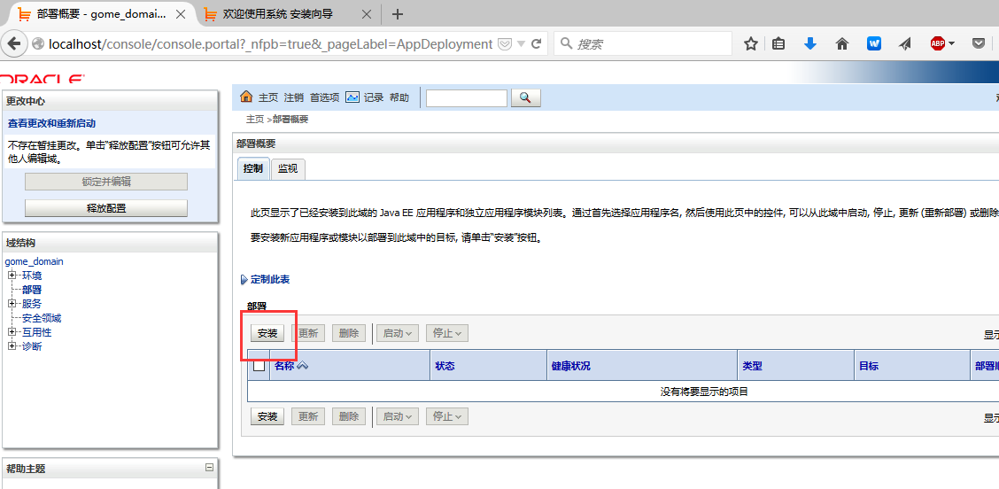 部署概要 - gome_domai...
欢迎使用系统 安装向导
localhost/console/console.portal?_nfpb=true&_pageLabel=AppDeployment
搜索
W
ABP
ORACLE
更改中心
查看更改和重新启动
不存在暂挂更改。单击“释放配置”按钮可允许其
他人编辑域。
锁定并编辑
释放配置
域结构
gome_domain
环境
部署
服务
安全领域
互用性
诊断
帮助主题
主页 注销 首选项 记录 帮助
主页 >部署概要
部署概要
控制 监视
此页显示了已经安装到此域的 Java EE 应用程序和独立应用程序模块列表。通过首先选择应用程序名, 然后使用此页中的控件, 可以从此域中启动, 停止, 更新 (重新部署) 或删除
要安装新应用程序或模块以部署到此域中的目标, 请单击“安装”按钮。
定制此表
部署
安装 更新 删除 启动 停止 显示
名称 状态 健康状况 类型 目标 部署
没有将要显示的项目
安装 更新 删除 启动 停止 显示